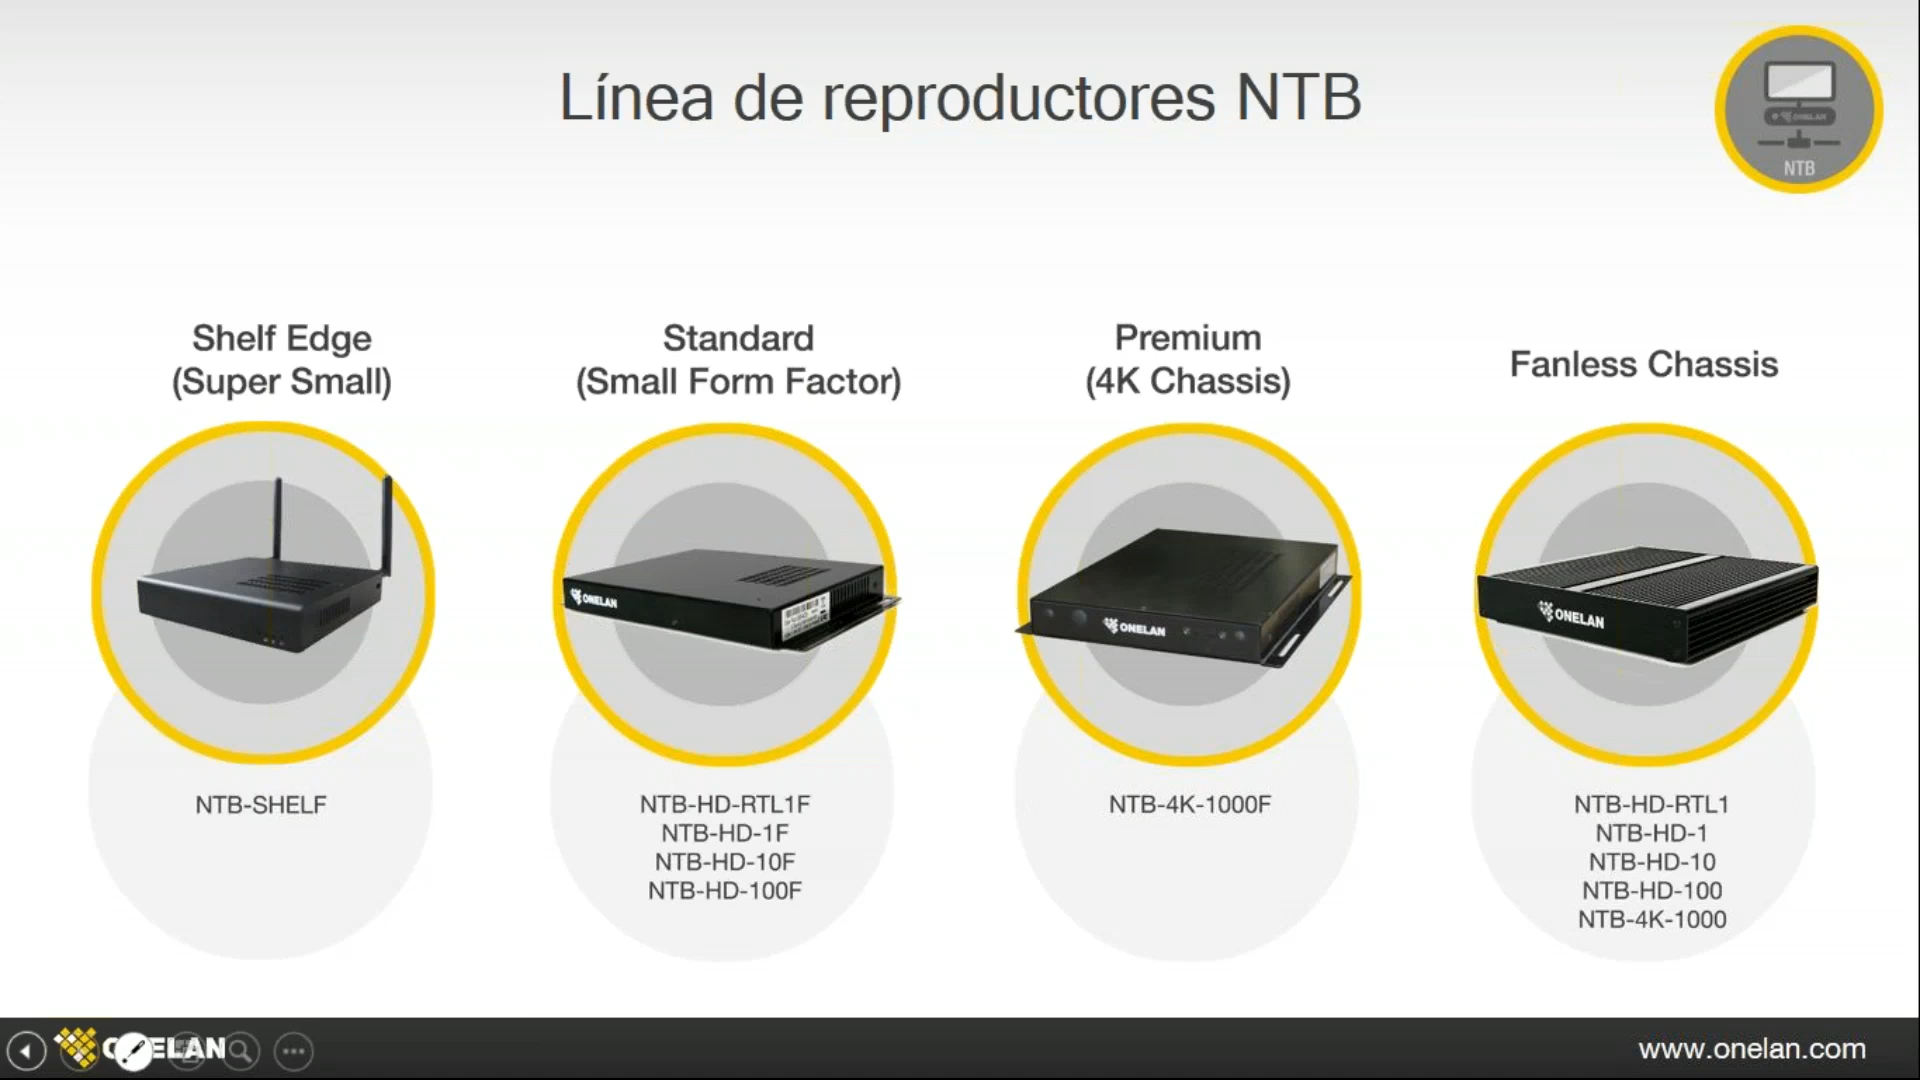 Línea de reproductores NTB
ONELAN
NTB
Shelf Edge
(Super Small)
NTB-SHELF
Standard
(Small Form Factor)
ONELAN
NTB-HD-RTL1F
NTB-HD-1F
NTB-HD-10F
NTB-HD-100F
Premium
(4K Chassis)
ONELAN
NTB-4K-1000F
Fanless Chassis
ONELAN
NTB-HD-RTL1
NTB-HD-1
NTB-HD-10
NTB-HD-100
NTB-4K-1000
ONELAN
www.onelan.com